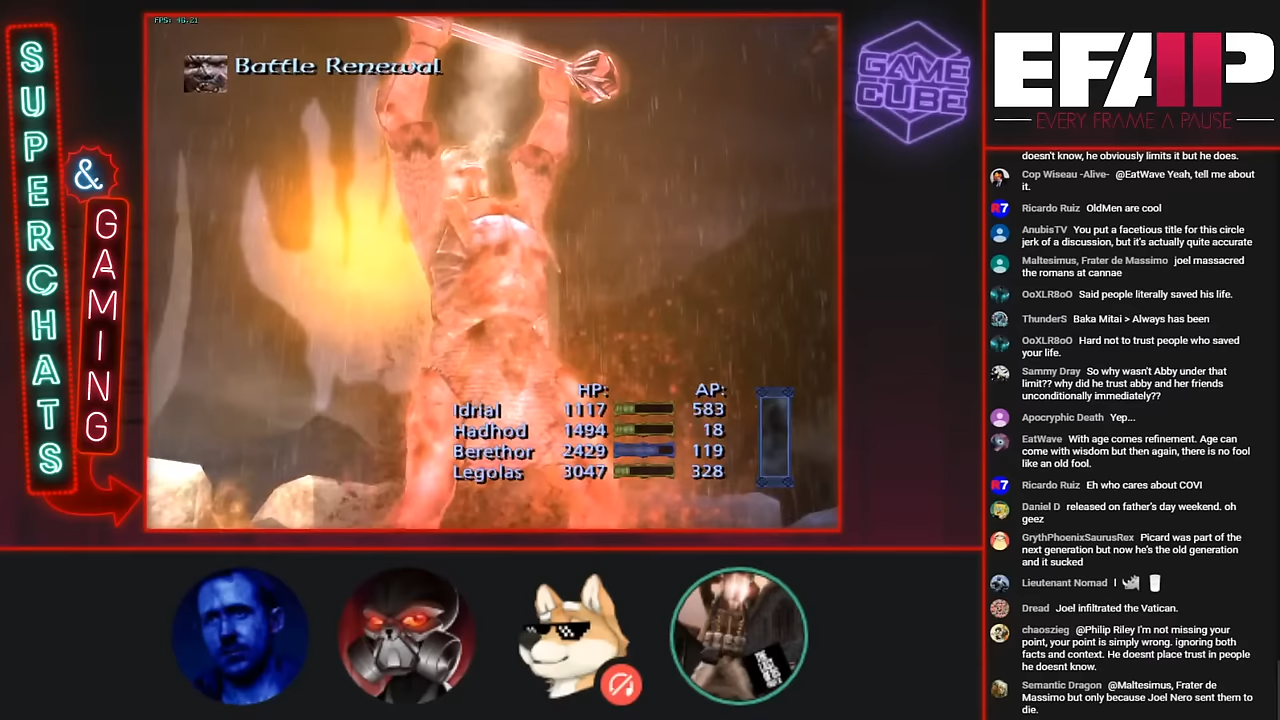 SUPERCHATS
&
GAMING
FPS: 46.21
Battle Renewal
HP: AP:
Idrial 1117 583
Hadhod 1494 18
Berethor 2429 119
Legolas 3047 328
GAME
CUBE
EFAP
EVERY FRAME A PAUSE
doesn't know, he obviously limits it but he does.
Cop Wiseau -Alive- @EatWave Yeah, tell me about
it.
R7 Ricardo Ruiz OldMen are cool
AnubisTV You put a facetious title for this circle
jerk of a discussion, but it's actually quite accurate
Maltesimus, Frater de Massimo joel massacred
the romans at cannae
OoXLR8oO Said people literally saved his life.
ThunderS Baka Mitai > Always has been
OoXLR8oO Hard not to trust people who saved
your life.
Sammy Dray So why wasn't Abby under that
limit?? why did he trust abby and her friends
unconditionally immediately??
Apocryphic Death Yep...
EatWave With age comes refinement. Age can
come with wisdom but then again, there is no fool
like an old fool.
R7 Ricardo Ruiz Eh who cares about COVI
Daniel D released on father's day weekend. oh
geez
GrythPhoenixSaurusRex Picard was part of the
next generation but now he's the old generation
and it sucked
Lieutenant Nomad I
Dread Joel infiltrated the Vatican.
chaoszieg @Philip Riley I'm not missing your
point, your point is simply wrong. ignoring both
facts and context. He doesnt place trust in people
he doesnt know.
Semantic Dragon @Maltesimus, Frater de
Massimo but only because Joel Nero sent them to
die.